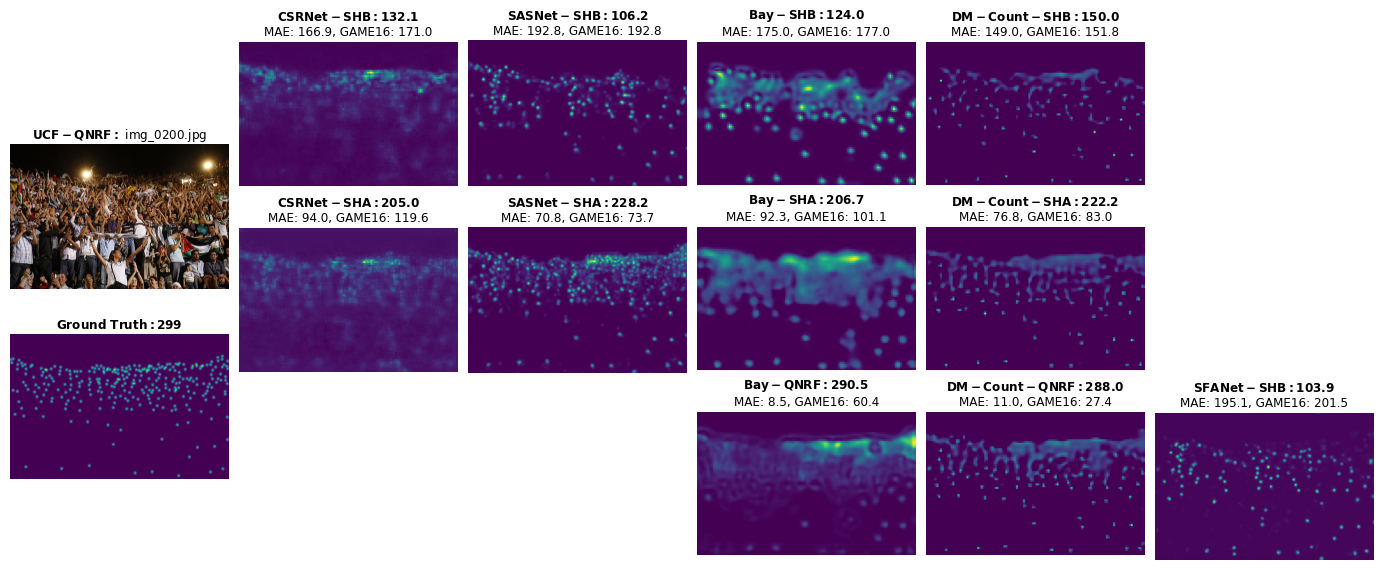 CSRNet − SHB : 132.1
MAE: 166.9, GAME16: 171.0
SASNet − SHB : 106.2
MAE: 192.8, GAME16: 192.8
Bay − SHB : 124.0
MAE: 175.0, GAME16: 177.0
DM − Count − SHB : 150.0
MAE: 149.0, GAME16: 151.8
UCF − QNRF : img_0200.jpg
CSRNet − SHA : 205.0
MAE: 94.0, GAME16: 119.6
SASNet − SHA : 228.2
MAE: 70.8, GAME16: 73.7
Bay − SHA : 206.7
MAE: 92.3, GAME16: 101.1
DM − Count − SHA : 222.2
MAE: 76.8, GAME16: 83.0
Ground Truth : 299
Bay − QNRF : 290.5
MAE: 8.5, GAME16: 60.4
DM − Count − QNRF : 288.0
MAE: 11.0, GAME16: 27.4
SFANet − SHB : 103.9
MAE: 195.1, GAME16: 201.5